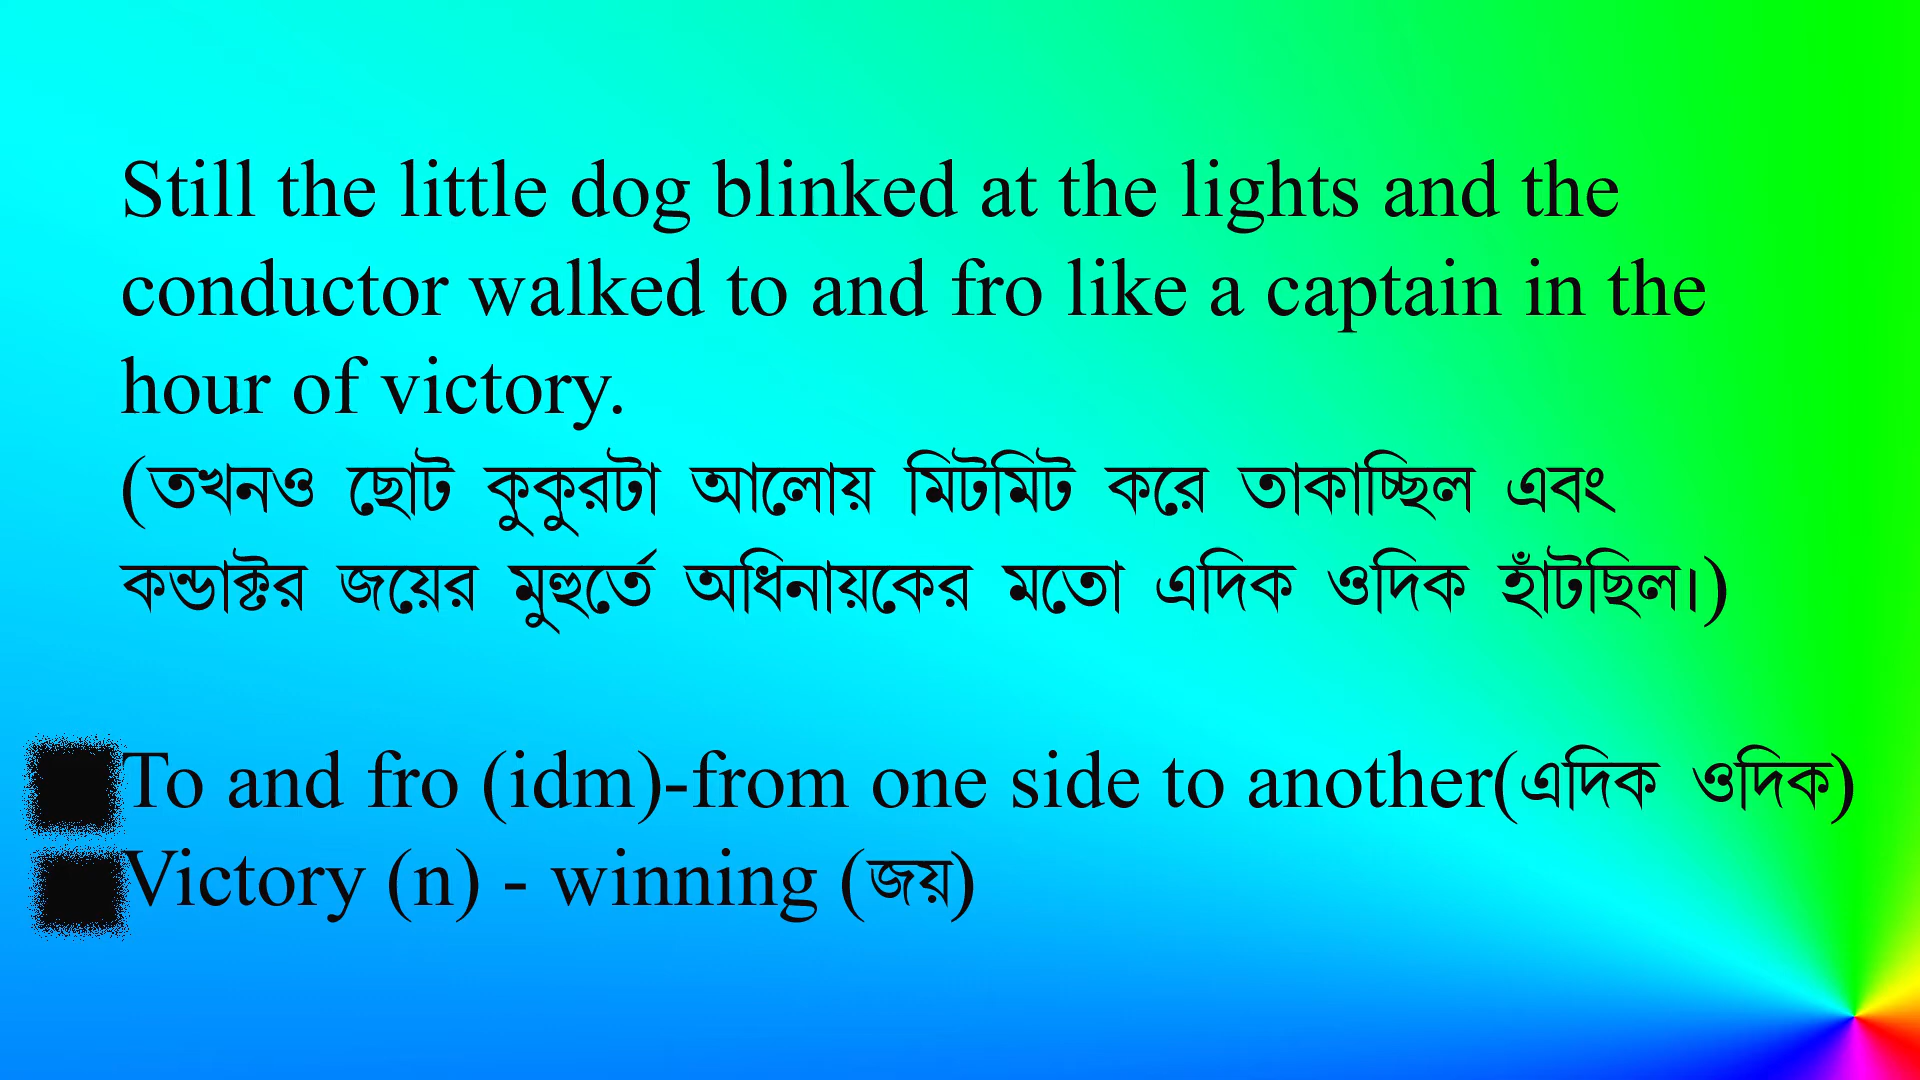 Still the little dog blinked at the lights and the
conductor walked to and fro like a captain in the
hour of victory.
(তখনও ছোট কুকুরটা আলোয় মিটমিট করে তাকাচ্ছিল এবং
কন্ডাক্টর জয়ের মুহুর্তে অধিনায়কের মতো এদিক ওদিক হাঁটছিল।)
To and fro (idm)-from one side to another(এদিক ওদিক)
Victory (n) - winning (জয়)